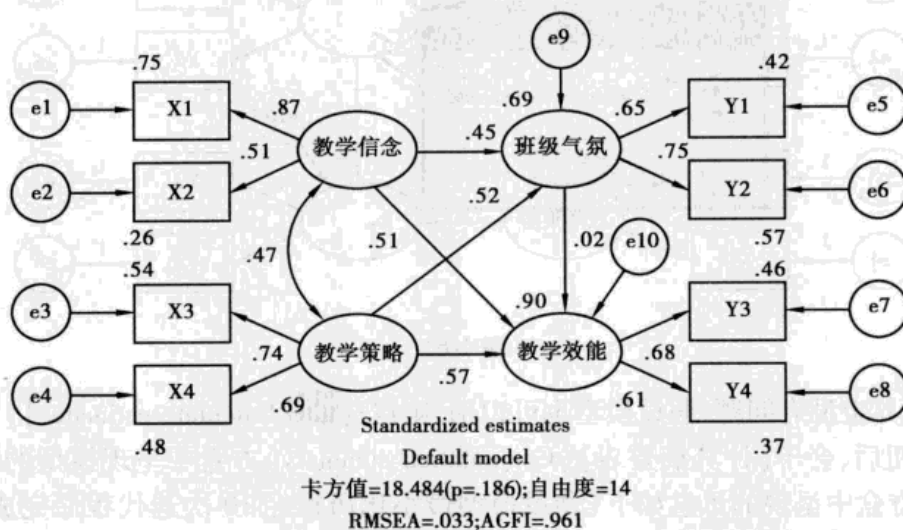 e9
.75
.42
e1
X1
.87
.69
.65
Y1
e5
教学信念
.45
班级气氛
.51
.75
e2
X2
.52
Y2
e6
.26
.47
.51
.02
e10
.57
.54
.46
e3
X3
.90
Y3
e7
.74
教学策略
教学效能
.68
e4
X4
.69
.57
.61
Y4
e8
.48
.37
Standardized estimates
Default model
卡方值=18.484(p=.186);自由度=14
RMSEA=.033;AGFI=.961